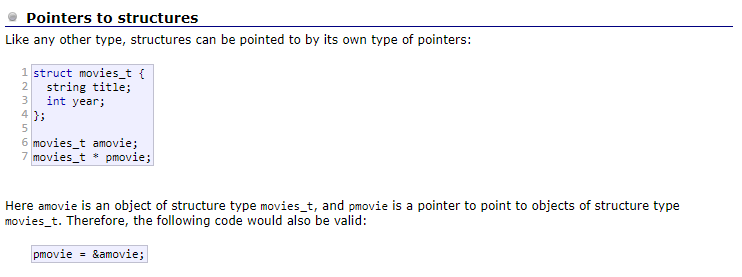 Pointers to structures
Like any other type, structures can be pointed to by its own type of pointers:
1 struct movies_t {
2   string title;
3   int year;
4 };
5
6 movies_t amovie;
7 movies_t * pmovie;
Here amovie is an object of structure type movies_t, and pmovie is a pointer to point to objects of structure type
movies_t. Therefore, the following code would also be valid:
pmovie = &amovie;